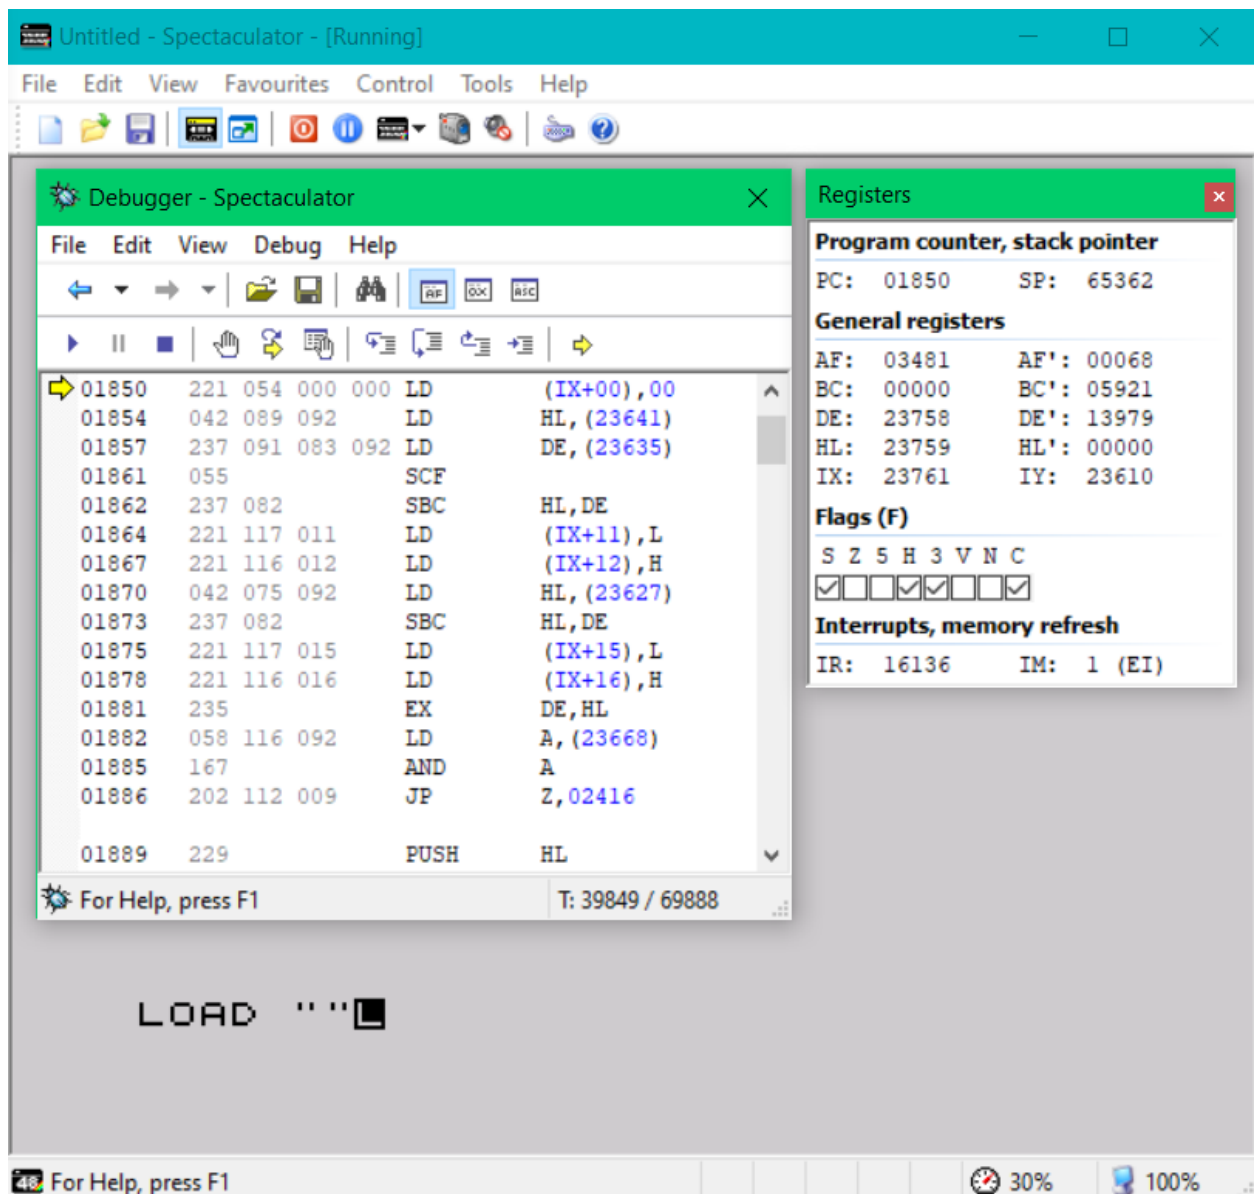 Untitled - Spectaculator - [Running]
File Edit View Favourites Control Tools Help
Debugger - Spectaculator
File Edit View Debug Help
01850 221 054 000 000 LD (IX+00),00
01854 042 089 092 LD HL,(23641)
01857 237 091 083 092 LD DE,(23635)
01861 055 SCF
01862 237 082 SBC HL,DE
01864 221 117 011 LD (IX+11),L
01867 221 116 012 LD (IX+12),H
01870 042 075 092 LD HL,(23627)
01873 237 082 SBC HL,DE
01875 221 117 015 LD (IX+15),L
01878 221 116 016 LD (IX+16),H
01881 235 EX DE,HL
01882 058 116 092 LD A,(23668)
01885 167 AND A
01886 202 112 009 JP Z,02416
01889 229 PUSH HL
For Help, press F1 T: 39849 / 69888
Registers
Program counter, stack pointer
PC: 01850 SP: 65362
General registers
AF: 03481 AF': 00068
BC: 00000 BC': 05921
DE: 23758 DE': 13979
HL: 23759 HL': 00000
IX: 23761 IY: 23610
Flags (F)
S Z 5 H 3 V N C
Interrupts, memory refresh
IR: 16136 IM: 1 (EI)
LOAD ""L
For Help, press F1 30% 100%